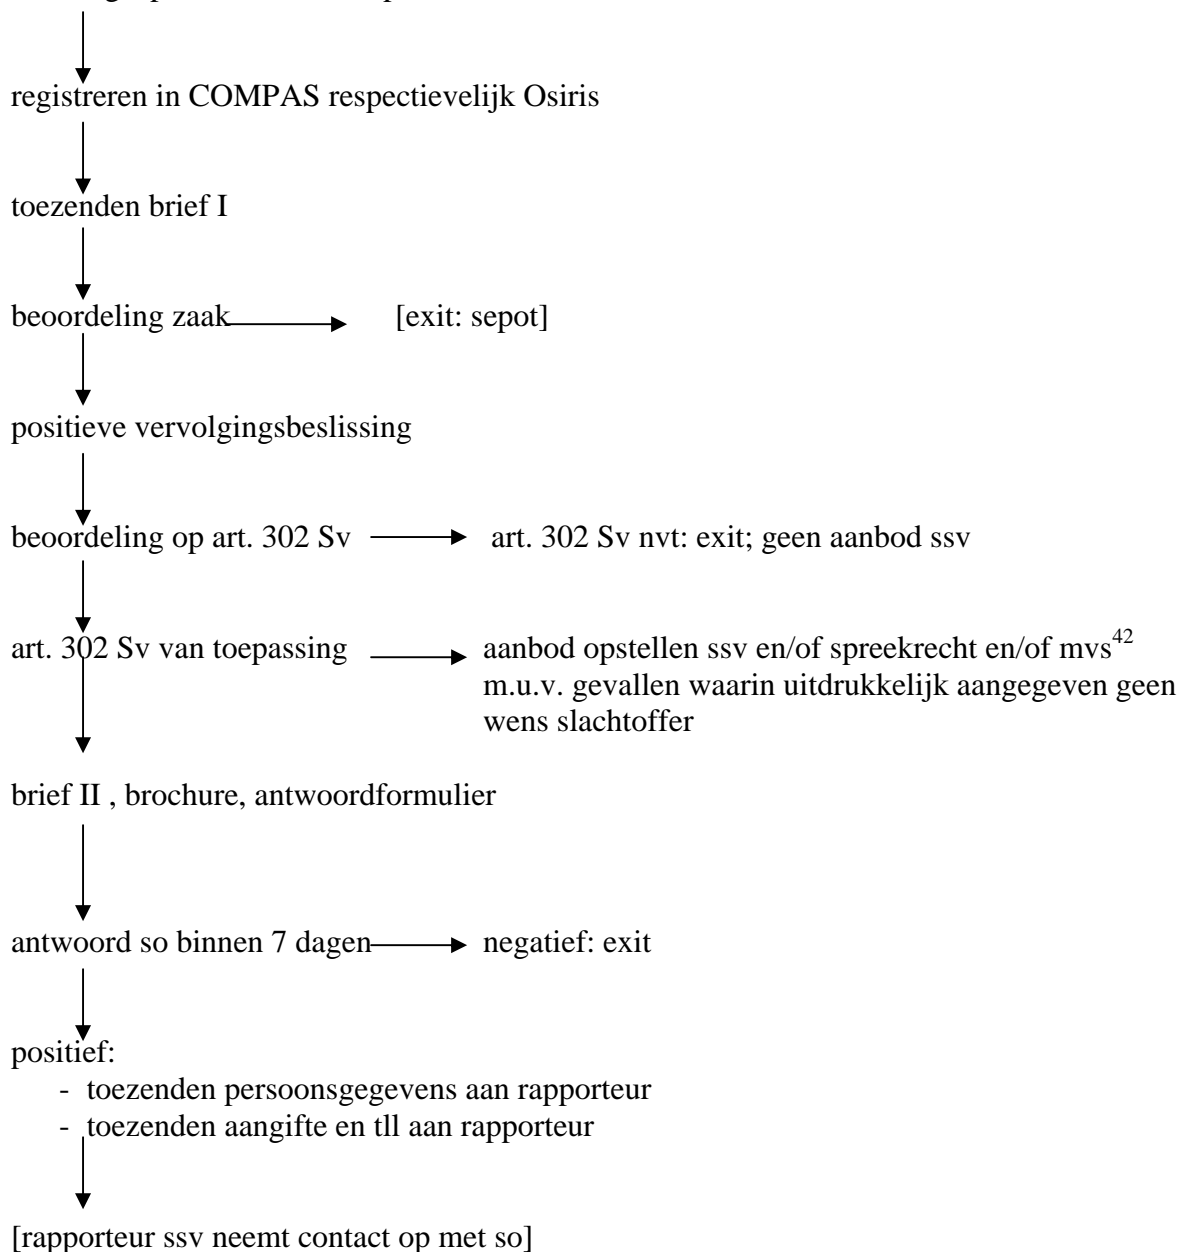 registreren in COMPAS respectievelijk Osiris
toezenden brief I
beoordeling zaak [exit: sepot]
positieve vervolgingsbeslissing
beoordeling op art. 302 Sv art. 302 Sv nvt: exit; geen aanbod ssv
art. 302 Sv van toepassing aanbod opstellen ssv en/of spreekrecht en/of mvs42
m.u.v. gevallen waarin uitdrukkelijk aangegeven geen
wens slachtoffer
brief II , brochure, antwoordformulier
antwoord so binnen 7 dagen negatief: exit
positief:
- toezenden persoonsgegevens aan rapporteur
- toezenden aangifte en tll aan rapporteur
[rapporteur ssv neemt contact op met so]